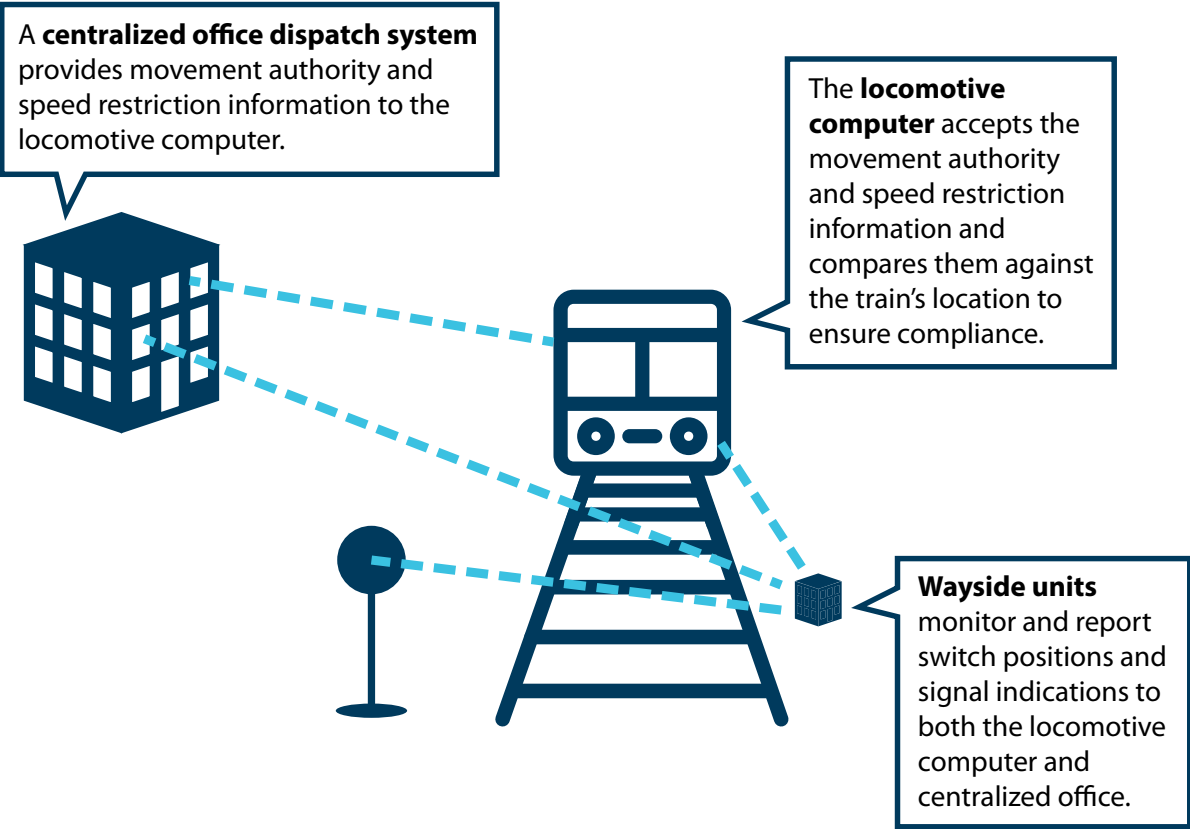 A centralized office dispatch system
provides movement authority and
speed restriction information to the
locomotive computer.
The locomotive
computer accepts the
movement authority
and speed restriction
information and
compares them against
the train’s location to
ensure compliance.
Wayside units
monitor and report
switch positions and
signal indications to
both the locomotive
computer and
centralized office.